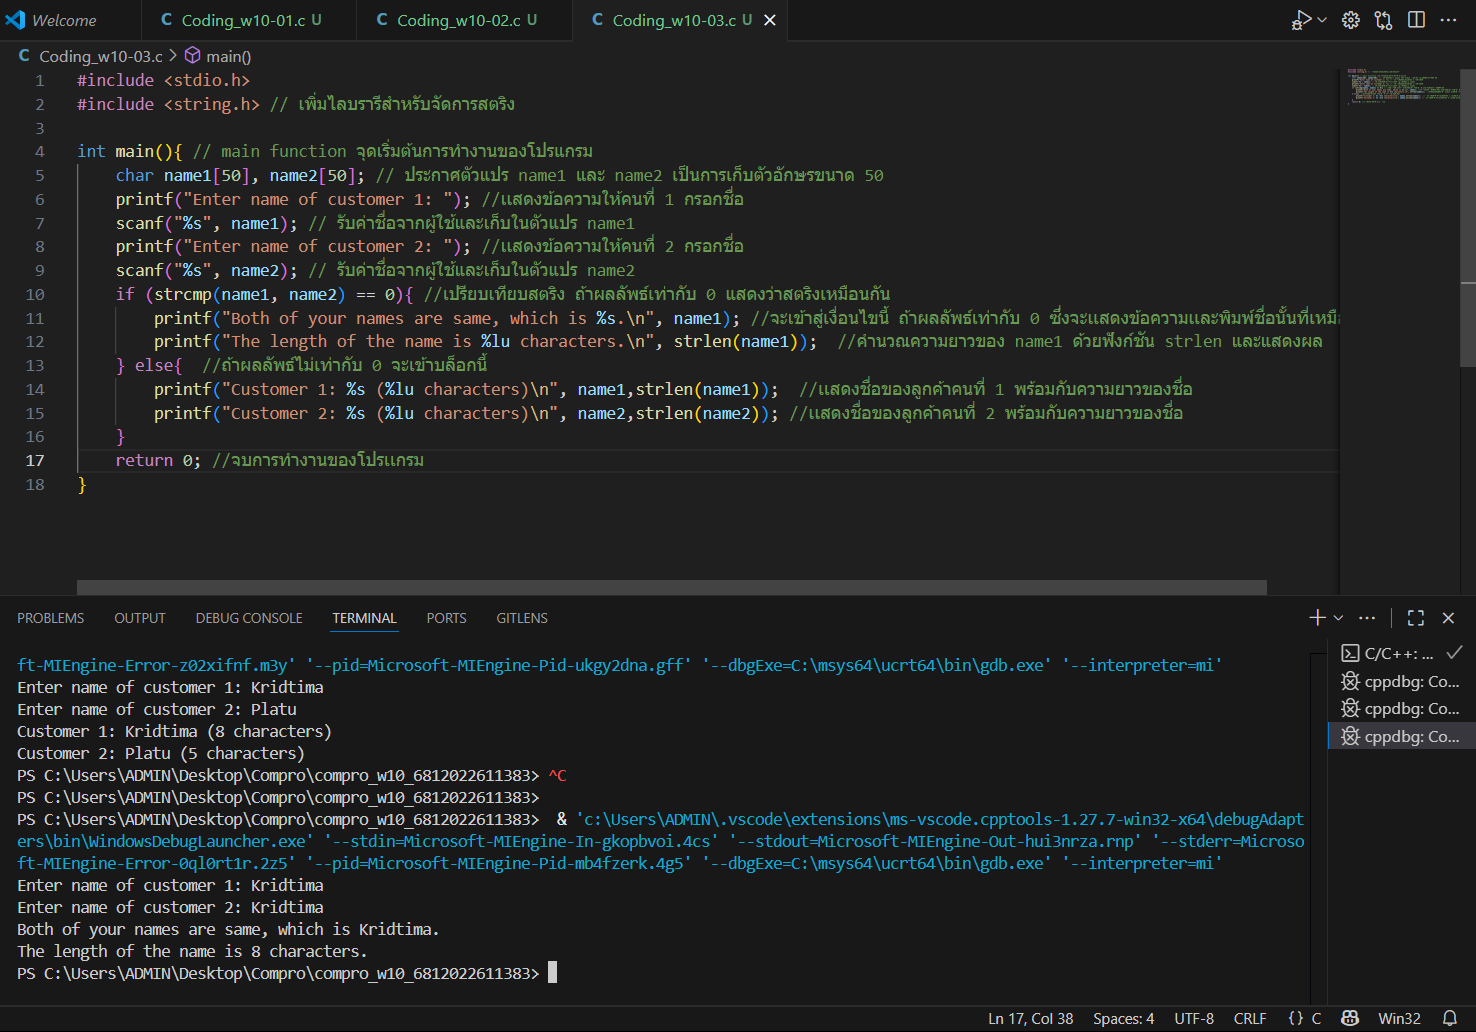 Welcome
C Coding_w10-01.c U
C Coding_w10-02.c U
C Coding_w10-03.c U
C Coding_w10-03.c > main()
1 #include <stdio.h>
2 #include <string.h> // เพิ่มไลบรารีสำหรับจัดการสตริง
3
4 int main(){ // main function จุดเริ่มต้นการทำงานของโปรแกรม
5 char name1[50], name2[50]; // ประกาศตัวแปร name1 และ name2 เป็นการเก็บตัวอักษรขนาด 50
6 printf("Enter name of customer 1: "); //แสดงข้อความให้คนที่ 1 กรอกชื่อ
7 scanf("%s", name1); // รับค่าชื่อจากผู้ใช้และเก็บในตัวแปร name1
8 printf("Enter name of customer 2: "); //แสดงข้อความให้คนที่ 2 กรอกชื่อ
9 scanf("%s", name2); // รับค่าชื่อจากผู้ใช้และเก็บในตัวแปร name2
10 if (strcmp(name1, name2) == 0){ //เปรียบเทียบสตริง ถ้าผลลัพธ์เท่ากับ 0 แสดงว่าสตริงเหมือนกัน
11 printf("Both of your names are same, which is %s.\n", name1); //จะเข้าสู่เงื่อนไขนี้ ถ้าผลลัพธ์เท่ากับ 0 ซึ่งจะแสดงข้อความและพิมพ์ชื่อนั้นที่เหมื
12 printf("The length of the name is %lu characters.\n", strlen(name1)); //คำนวณความยาวของ name1 ด้วยฟังก์ชัน strlen และแสดงผล
13 } else{ //ถ้าผลลัพธ์ไม่เท่ากับ 0 จะเข้าบล็อกนี้
14 printf("Customer 1: %s (%lu characters)\n", name1,strlen(name1)); //แสดงชื่อของลูกค้าคนที่ 1 พร้อมกับความยาวของชื่อ
15 printf("Customer 2: %s (%lu characters)\n", name2,strlen(name2)); //แสดงชื่อของลูกค้าคนที่ 2 พร้อมกับความยาวของชื่อ
16 }
17 return 0; //จบการทำงานของโปรแกรม
18 }
PROBLEMS OUTPUT DEBUG CONSOLE TERMINAL PORTS GITLENS
ft-MIEngine-Error-z02xifnf.m3y' '--pid=Microsoft-MIEngine-Pid-ukgy2dna.gff' '--dbgExe=C:\msys64\ucrt64\bin\gdb.exe' '--interpreter=mi'
Enter name of customer 1: Kridtima
Enter name of customer 2: Platu
Customer 1: Kridtima (8 characters)
Customer 2: Platu (5 characters)
PS C:\Users\ADMIN\Desktop\Compro\compro_w10_6812022611383> ^C
PS C:\Users\ADMIN\Desktop\Compro\compro_w10_6812022611383>
PS C:\Users\ADMIN\Desktop\Compro\compro_w10_6812022611383> & 'c:\Users\ADMIN\.vscode\extensions\ms-vscode.cpptools-1.27.7-win32-x64\debugAdapt
ers\bin\WindowsDebugLauncher.exe' '--stdin=Microsoft-MIEngine-In-gkopbvoi.4cs' '--stdout=Microsoft-MIEngine-Out-hui3nrza.rnp' '--stderr=Microso
ft-MIEngine-Error-0ql0rt1r.2z5' '--pid=Microsoft-MIEngine-Pid-mb4fzerk.4g5' '--dbgExe=C:\msys64\ucrt64\bin\gdb.exe' '--interpreter=mi'
Enter name of customer 1: Kridtima
Enter name of customer 2: Kridtima
Both of your names are same, which is Kridtima.
The length of the name is 8 characters.
PS C:\Users\ADMIN\Desktop\Compro\compro_w10_6812022611383>
C/C++: ...
cppdbg: Co...
cppdbg: Co...
cppdbg: Co...
Ln 17, Col 38 Spaces: 4 UTF-8 CRLF {} C Win32